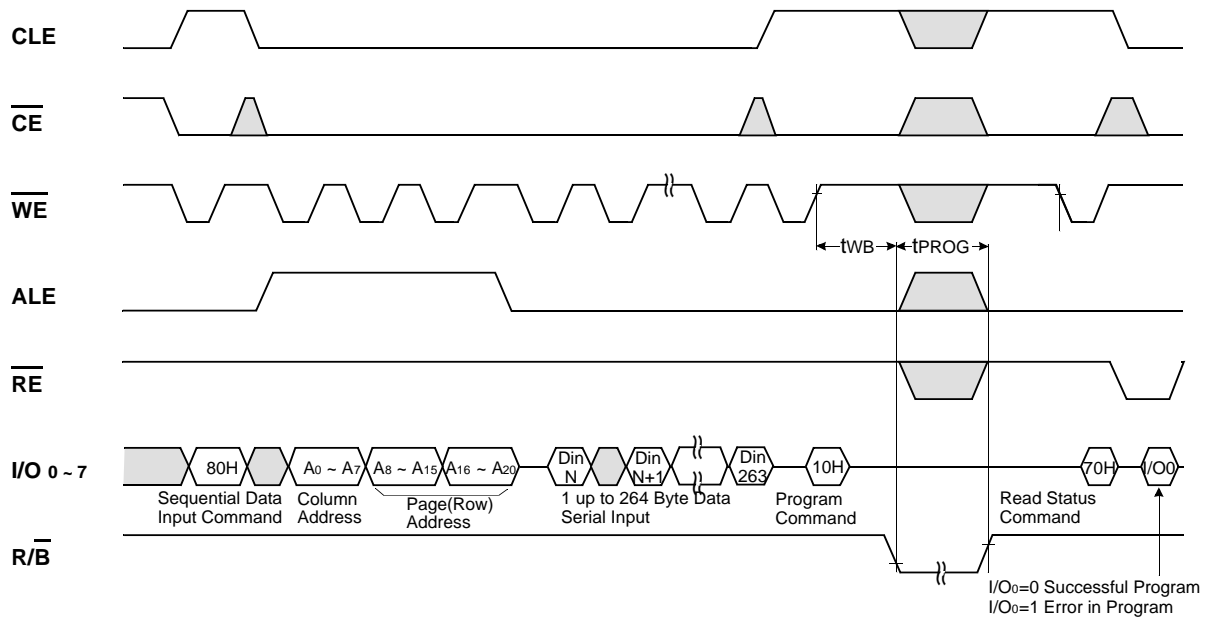 CLE
CE
WE
tWB
tPROG
ALE
RE
I/O 0 ~ 7
80H
A0 ~ A7
A8 ~ A15
A16 ~ A20
Din
N
Din
N+1
Din
263
10H
70H
I/O0
Sequential Data
Input Command
Column
Address
Page(Row)
Address
1 up to 264 Byte Data
Serial Input
Program
Command
Read Status
Command
R/B
I/O0=0 Successful Program
I/O0=1 Error in Program